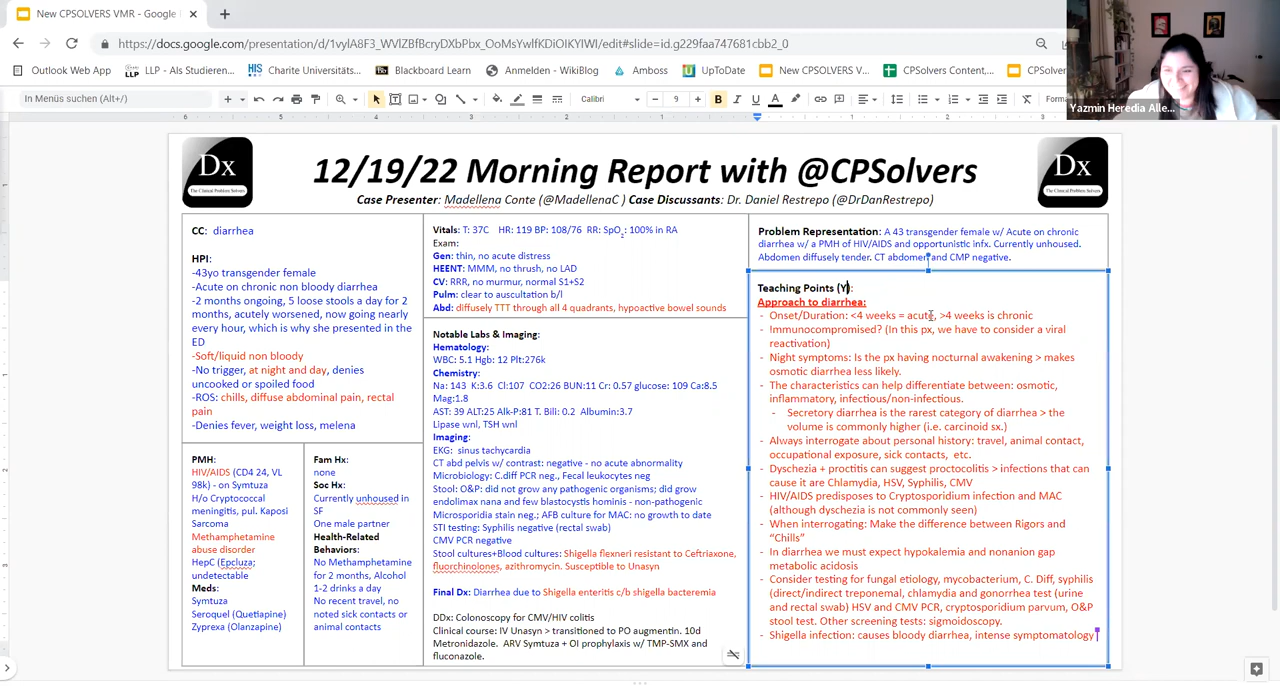 New CPSOLVERS VMR - Google
https://docs.google.com/presentation/d/1vylA8F3_WVlZBfBcryDXbPbx_OoMsYwlfKDiOIKYIWI/edit#slide=id.g229faa747681cbb2_0
Outlook Web App
LLP - Als Studieren...
Charite Universitäts...
Blackboard Learn
Anmelden - WikiBlog
Amboss
UpToDate
New CPSOLVERS V...
CPSolvers Content,...
CPSolver
In Menüs suchen (Alt+/)
Calibri
9
Forma
Yazmin Heredia Alle...
Dx
The Clinical Problem Solvers
12/19/22 Morning Report with @CPSolvers
Case Presenter: Madellena Conte (@MadellenaC ) Case Discussants: Dr. Daniel Restrepo (@DrDanRestrepo)
Dx
The Clinical Problem Solvers
CC: diarrhea
HPI:
-43yo transgender female
-Acute on chronic non bloody diarrhea
-2 months ongoing, 5 loose stools a day for 2
months, acutely worsened, now going nearly
every hour, which is why she presented in the
ED
-Soft/liquid non bloody
-No trigger, at night and day, denies
uncooked or spoiled food
-ROS: chills, diffuse abdominal pain, rectal
pain
-Denies fever, weight loss, melena
PMH:
HIV/AIDS (CD4 24, VL
98k) - on Symtuza
H/o Cryptococcal
meningitis, pul. Kaposi
Sarcoma
Methamphetamine
abuse disorder
HepC (Epcluza;
undetectable
Meds:
Symtuza
Seroquel (Quetiapine)
Zyprexa (Olanzapine)
Fam Hx:
none
Soc Hx:
Currently unhoused in
SF
One male partner
Health-Related
Behaviors:
No Methamphetamine
for 2 months, Alcohol
1-2 drinks a day
No recent travel, no
noted sick contacts or
animal contacts
Vitals: T: 37C HR: 119 BP: 108/76 RR: SpO2: 100% in RA
Exam:
Gen: thin, no acute distress
HEENT: MMM, no thrush, no LAD
CV: RRR, no murmur, normal S1+S2
Pulm: clear to auscultation b/l
Abd: diffusely TTT through all 4 quadrants, hypoactive bowel sounds
Notable Labs & Imaging:
Hematology:
WBC: 5.1 Hgb: 12 Plt:276k
Chemistry:
Na: 143 K:3.6 Cl:107 CO2:26 BUN:11 Cr: 0.57 glucose: 109 Ca:8.5
Mag:1.8
AST: 39 ALT:25 Alk-P:81 T. Bili: 0.2 Albumin:3.7
Lipase wnl, TSH wnl
Imaging:
EKG: sinus tachycardia
CT abd pelvis w/ contrast: negative - no acute abnormality
Microbiology: C.diff PCR neg., Fecal leukocytes neg
Stool: O&P: did not grow any pathogenic organisms; did grow
endolimax nana and few blastocystis hominis - non-pathogenic
Microsporidia stain neg.; AFB culture for MAC: no growth to date
STI testing: Syphilis negative (rectal swab)
CMV PCR negative
Stool cultures+Blood cultures: Shigella flexneri resistant to Ceftriaxone,
fluorchinolones, azithromycin. Susceptible to Unasyn
Final Dx: Diarrhea due to Shigella enteritis c/b shigella bacteremia
DDx: Colonoscopy for CMV/HIV colitis
Clinical course: IV Unasyn > transitioned to PO augmentin. 10d
Metronidazole. ARV Symtuza + OI prophylaxis w/ TMP-SMX and
fluconazole.
Problem Representation: A 43 transgender female w/ Acute on chronic
diarrhea w/ a PMH of HIV/AIDS and opportunistic infx. Currently unhoused.
Abdomen diffusely tender. CT abdomen and CMP negative.
Teaching Points (Y):
Approach to diarrhea:
- Onset/Duration: <4 weeks = acute, >4 weeks is chronic
- Immunocompromised? (In this px, we have to consider a viral
reactivation)
- Night symptoms: Is the px having nocturnal awakening > makes
osmotic diarrhea less likely.
- The characteristics can help differentiate between: osmotic,
inflammatory, infectious/non-infectious.
- Secretory diarrhea is the rarest category of diarrhea > the
volume is commonly higher (i.e. carcinoid sx.)
- Always interrogate about personal history: travel, animal contact,
occupational exposure, sick contacts, etc.
- Dyschezia + proctitis can suggest proctocolitis > infections that can
cause it are Chlamydia, HSV, Syphilis, CMV
- HIV/AIDS predisposes to Cryptosporidium infection and MAC
(although dyschezia is not commonly seen)
- When interrogating: Make the difference between Rigors and
“Chills”
- In diarrhea we must expect hypokalemia and nonanion gap
metabolic acidosis
- Consider testing for fungal etiology, mycobacterium, C. Diff, syphilis
(direct/indirect treponemal, chlamydia and gonorrhea test (urine
and rectal swab) HSV and CMV PCR, cryptosporidium parvum, O&P
stool test. Other screening tests: sigmoidoscopy.
- Shigella infection: causes bloody diarrhea, intense symptomatology